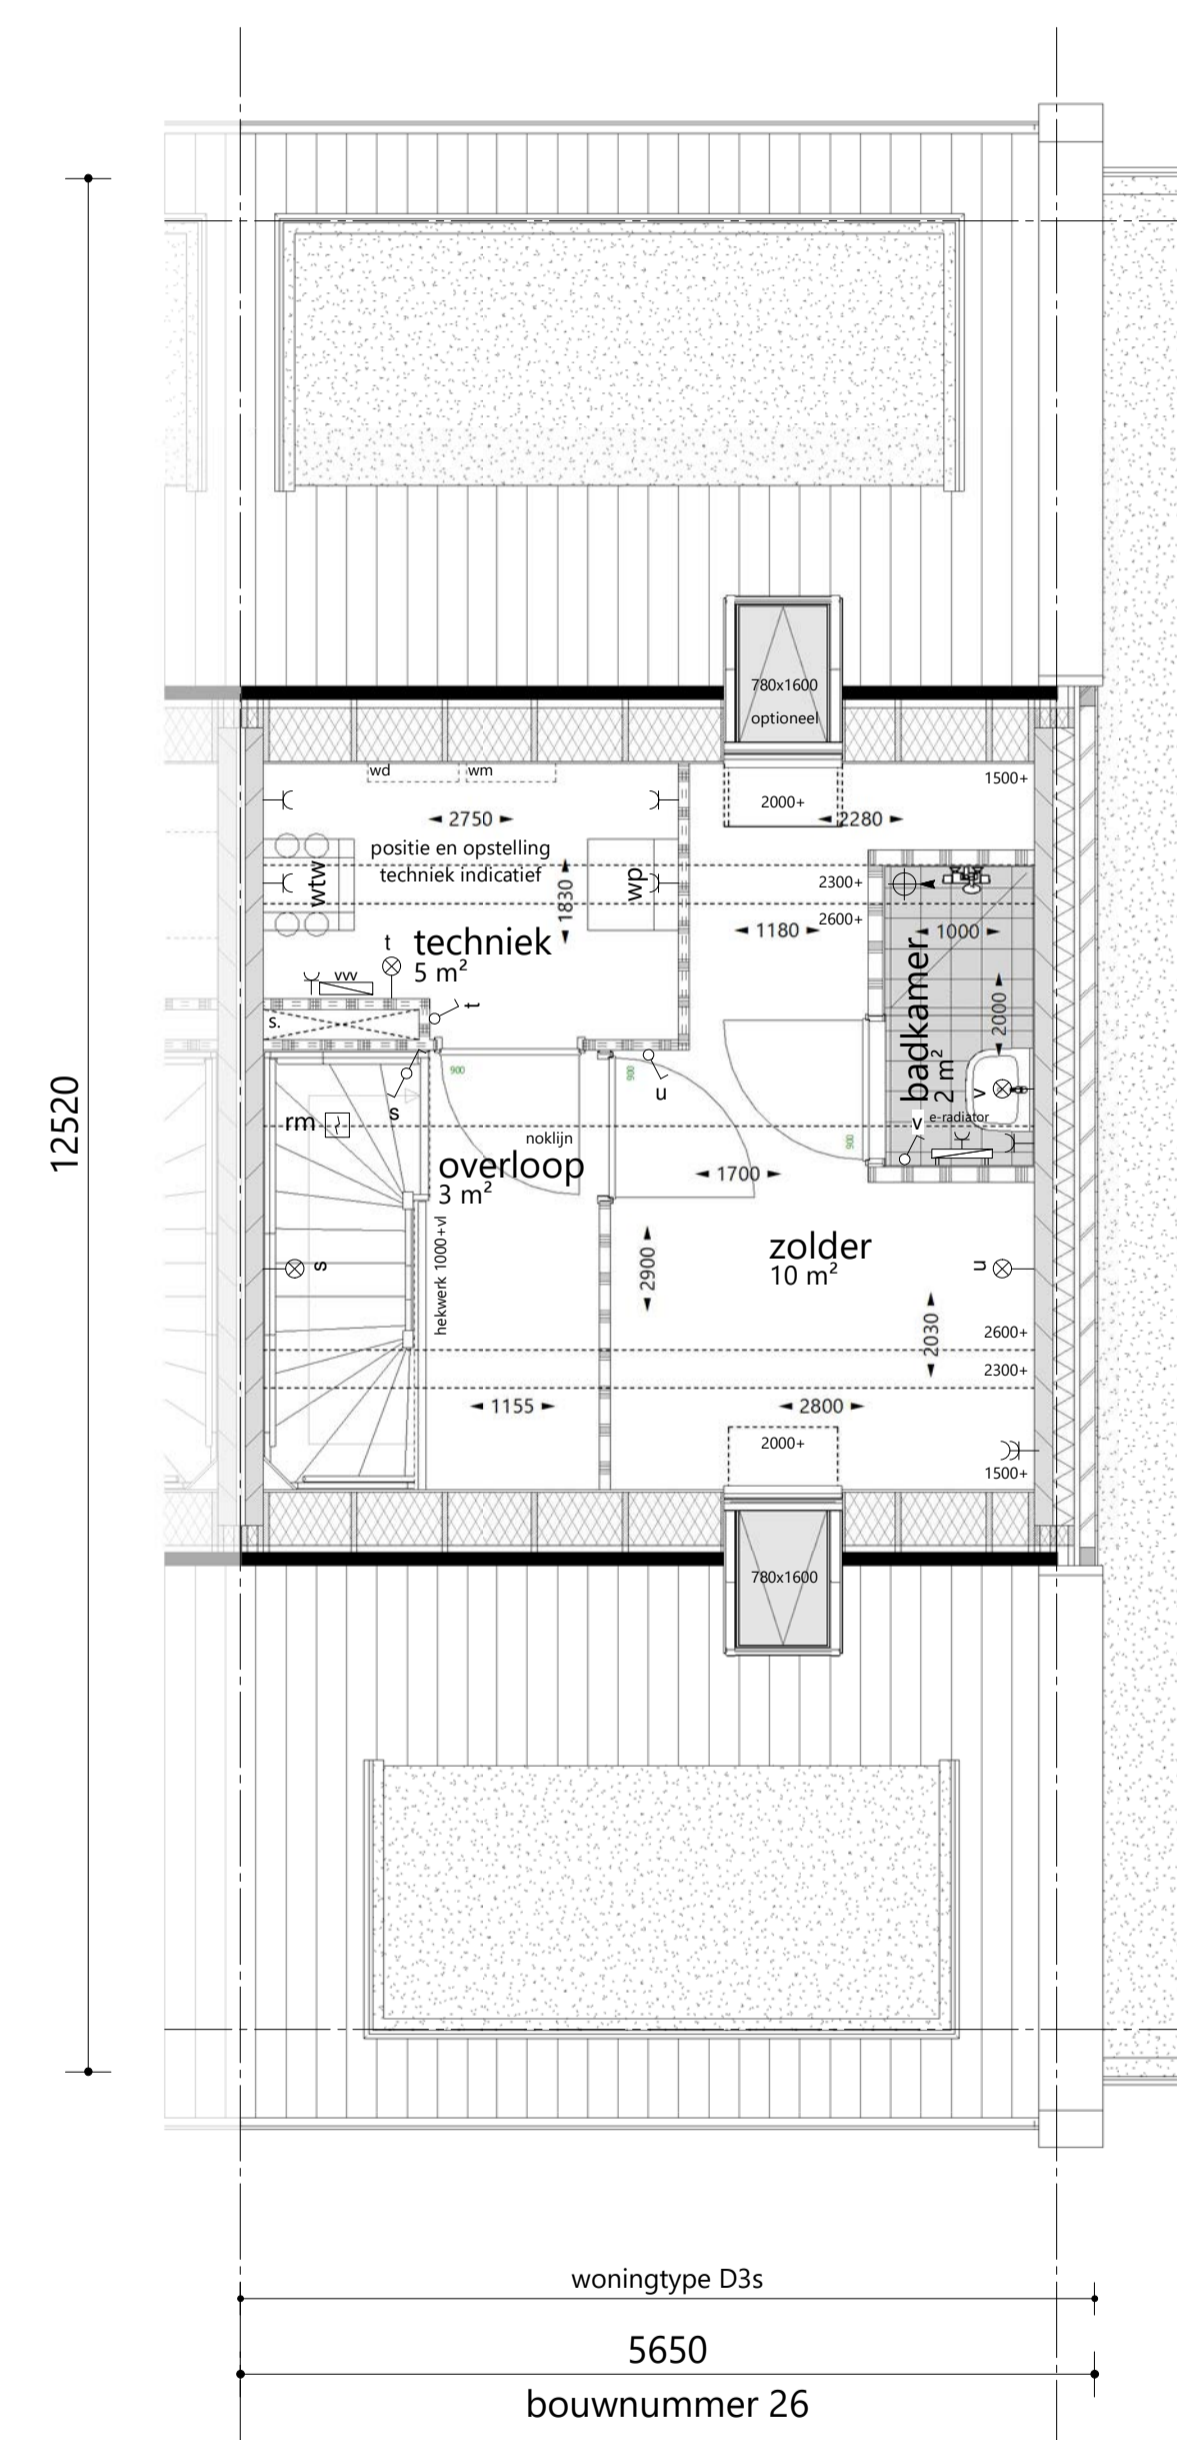 780x1600
optioneel
wd
wm
1500+
2000+
2750
2280
positie en opstelling
techniek indicatief
wtw
wp
1830
2300+
2600+
1180
1000
t
techniek
5 m²
vvv
badkamer
2 m²
2000
s.
t
900
900
u
s
v
v
e-radiator
rm
noklijn
900
overloop
3 m²
1700
hekwerk 1000+vl
zolder
10 m²
2900
s
u
2030
2600+
2300+
1155
2800
2000+
1500+
780x1600
12520
woningtype D3s
5650
bouwnummer 26